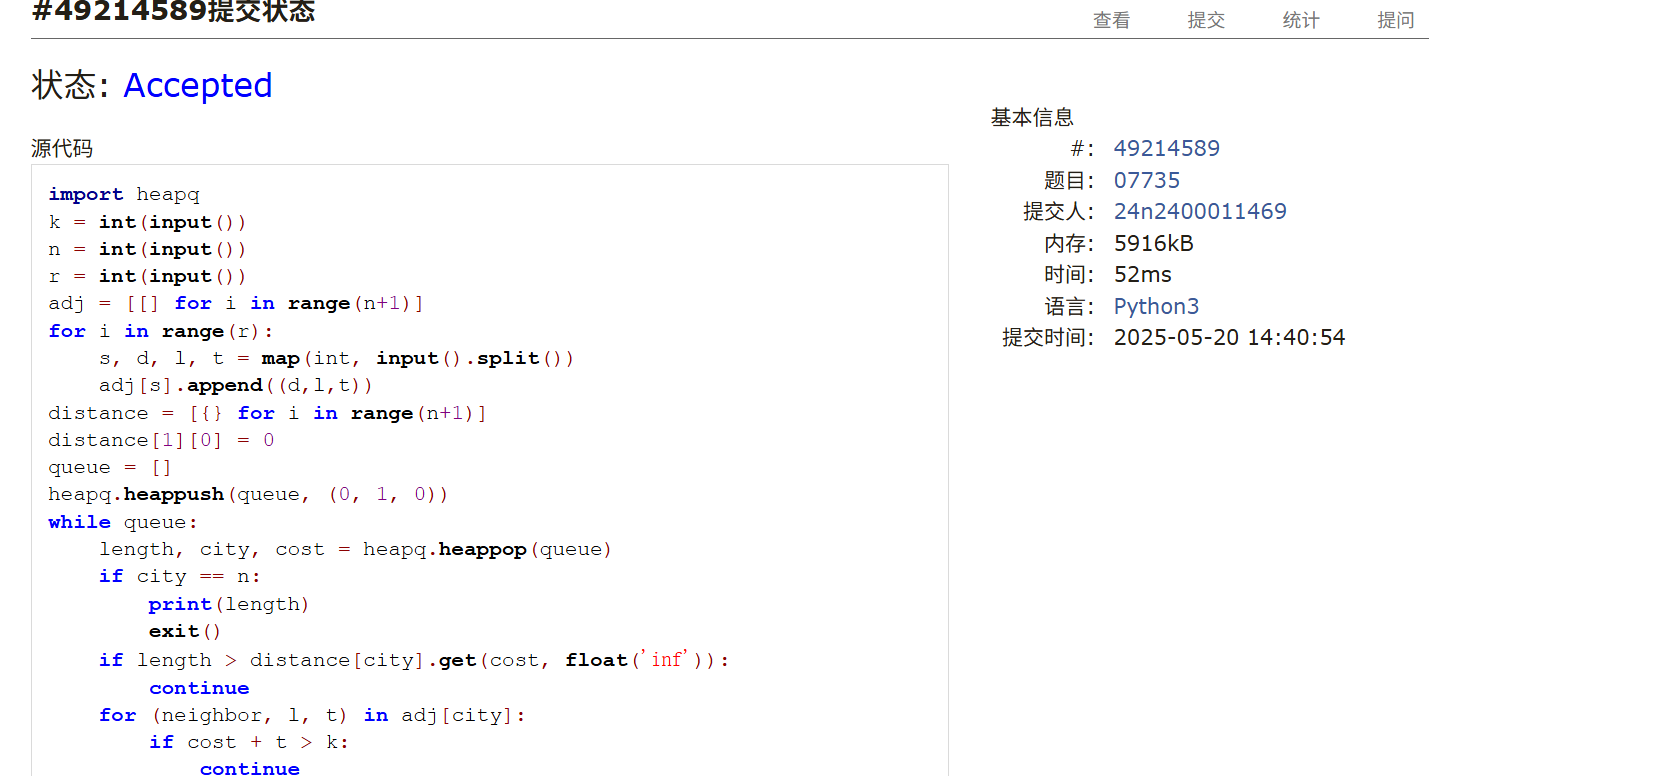 #49214589提交状态
查看 提交 统计 提问
状态: Accepted
源代码
import heapq
k = int(input())
n = int(input())
r = int(input())
adj = [[] for i in range(n+1)]
for i in range(r):
    s, d, l, t = map(int, input().split())
    adj[s].append((d,l,t))
distance = [{} for i in range(n+1)]
distance[1][0] = 0
queue = []
heapq.heappush(queue, (0, 1, 0))
while queue:
    length, city, cost = heapq.heappop(queue)
    if city == n:
        print(length)
        exit()
    if length > distance[city].get(cost, float('inf')):
        continue
    for (neighbor, l, t) in adj[city]:
        if cost + t > k:
            continue
基本信息
#: 49214589
题目: 07735
提交人: 24n2400011469
内存: 5916kB
时间: 52ms
语言: Python3
提交时间: 2025-05-20 14:40:54